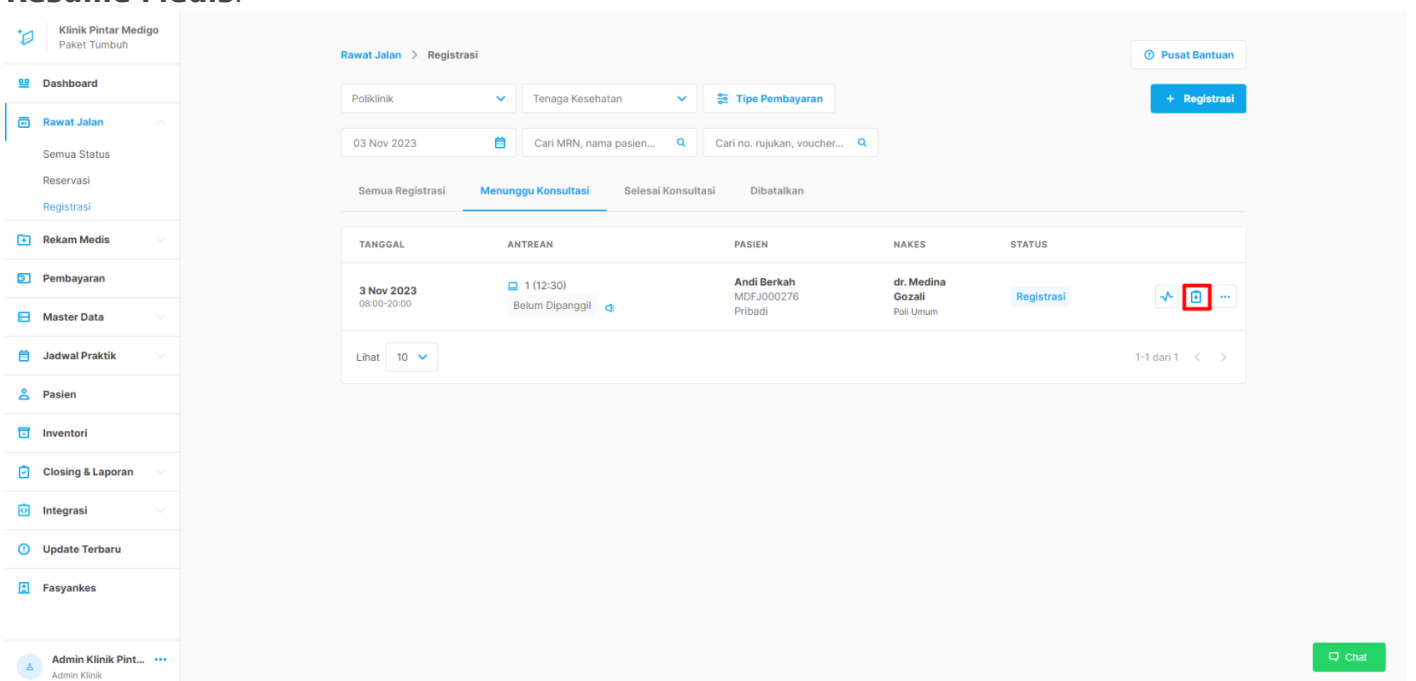 Resume Medis.
Klinik Pintar Medigo
Paket Tumbuh
Dashboard
Rawat Jalan
Semua Status
Reservasi
Registrasi
Rekam Medis
Pembayaran
Master Data
Jadwal Praktik
Pasien
Inventori
Closing & Laporan
Integrasi
Update Terbaru
Fasyankes
Admin Klinik Pint...
Admin Klinik
Rawat Jalan > Registrasi
Pusat Bantuan
Poliklinik
Tenaga Kesehatan
Tipe Pembayaran
+ Registrasi
03 Nov 2023
Cari MRN, nama pasien...
Cari no. rujukan, voucher...
Semua Registrasi
Menunggu Konsultasi
Selesai Konsultasi
Dibatalkan
TANGGAL
ANTREAN
PASIEN
NAKES
STATUS
3 Nov 2023
08:00-20:00
1 (12:30)
Belum Dipanggil
Andi Berkah
MDFJ000276
Pribadi
dr. Medina
Gozali
Poli Umum
Registrasi
Lihat 10
1-1 dari 1 < >
Chat